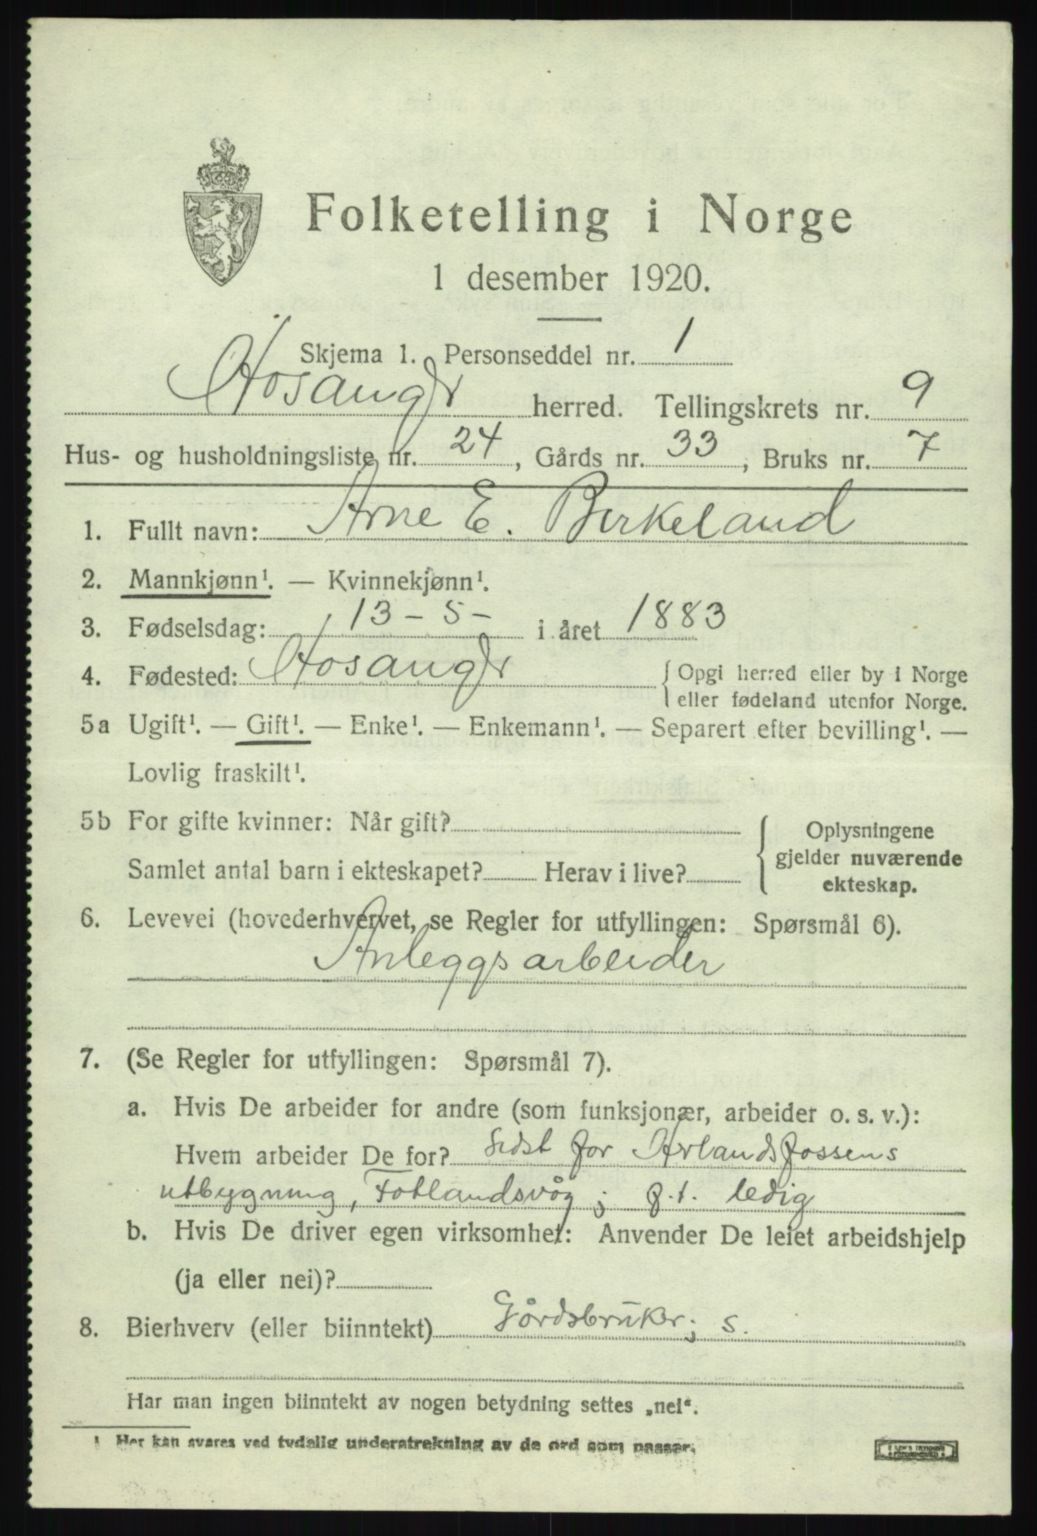 Folketelling i Norge
1 desember 1920.
Skjema 1. Personseddel nr. 1
Hosangr herred. Tellingskrets nr. 9
Hus- og husholdningsliste nr. 24, Gårds nr. 33, Bruks nr. 7
1. Fullt navn: Arne E. Birkeland
2. Mannkjønn¹. — Kvinnekjønn¹.
3. Fødselsdag: 13 - 5 - i året 1883
4. Fødested: Hosangr { Opgi herred eller by i Norge
eller fødeland utenfor Norge.
5a Ugift¹. — Gift¹. — Enke¹. — Enkemann¹. — Separert efter bevilling¹. —
Lovlig fraskilt¹.
5b For gifte kvinner: Når gift? { Oplysningene
Samlet antal barn i ekteskapet? Herav i live? gjelder nuværende
ekteskap.
6. Levevei (hovederhvervet, se Regler for utfyllingen: Spørsmål 6).
Anleggsarbeider
7. (Se Regler for utfyllingen: Spørsmål 7).
a. Hvis De arbeider for andre (som funksjonær, arbeider o. s. v.):
Hvem arbeider De for? Sidst for Herlandsfossens
utbygning, Fotlandsvåg; f. t. ledig
b. Hvis De driver egen virksomhet: Anvender De leiet arbeidshjelp
(ja eller nei)?
8. Bierhverv (eller biinntekt) Gårdsbruker; s.
Har man ingen biinntekt av nogen betydning settes „nei“.
¹ Her kan svares ved tydelig understrekning av de ord som passer.